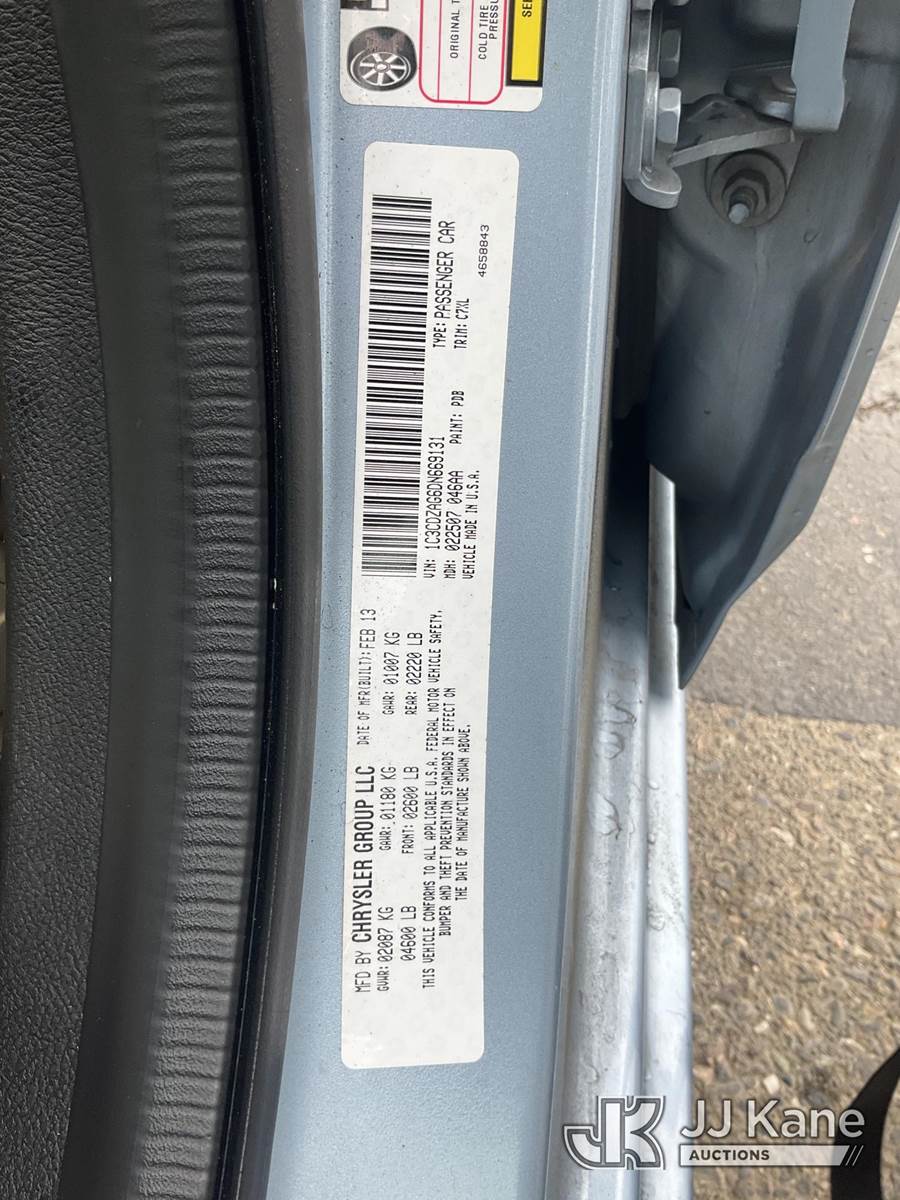 ORIGINAL T
COLD TIRE
PRESSU
SE
MFD BY CHRYSLER GROUP LLC DATE OF MFR(BUILT): FEB 13
GVWR: 02087 KG GAWR: 01180 KG GAWR: 01007 KG
04600 LB FRONT: 02600 LB REAR: 02220 LB
THIS VEHICLE CONFORMS TO ALL APPLICABLE U.S.A. FEDERAL MOTOR VEHICLE SAFETY,
BUMPER AND THEFT PREVENTION STANDARDS IN EFFECT ON
THE DATE OF MANUFACTURE SHOWN ABOVE.
VIN: 1C3CDZAG6DN669131 TYPE: PASSENGER CAR
MDH: 022507 046AA PAINT: PDB TRIM: C7XL
VEHICLE MADE IN U.S.A.
4658843
JK JJ Kane
AUCTIONS